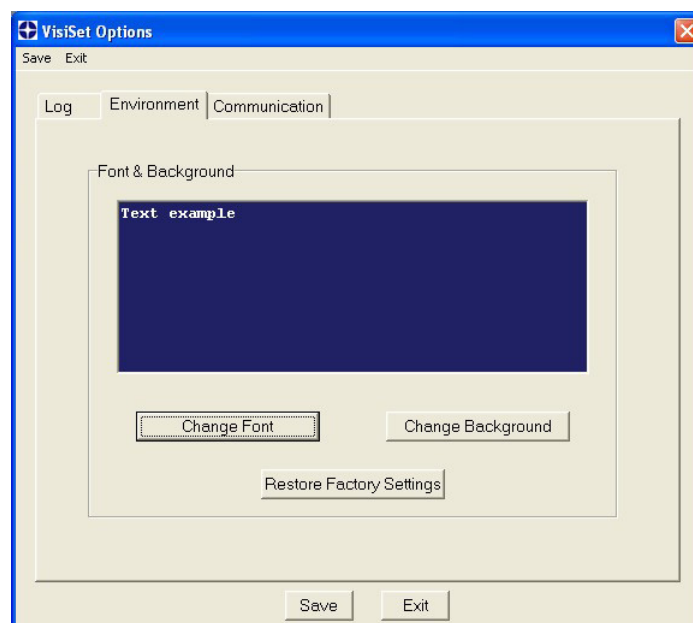 VisiSet Options
Save Exit
Log Environment Communication
Font & Background
Text example
Change Font Change Background
Restore Factory Settings
Save Exit